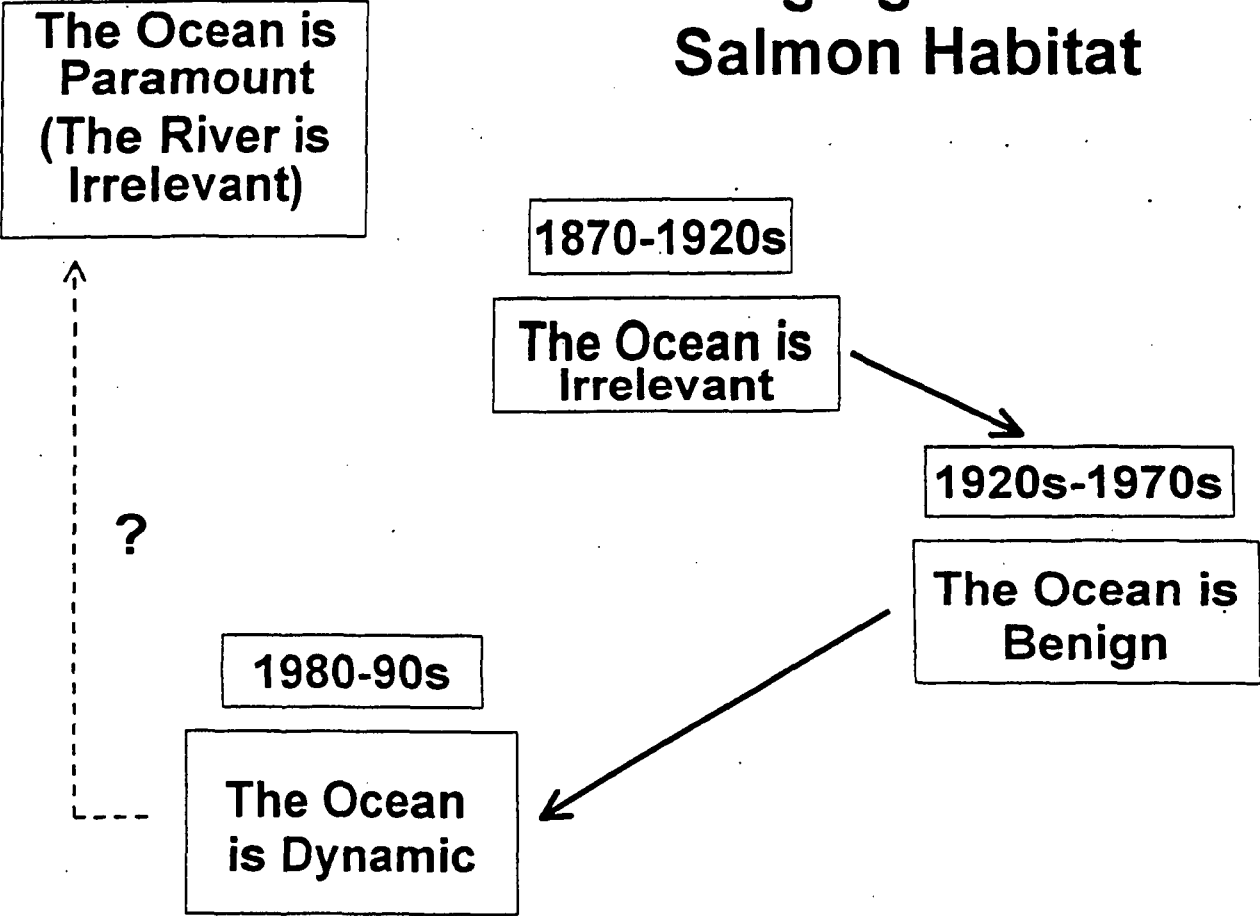 Salmon Habitat
The Ocean is
Paramount
(The River is
Irrelevant)
1870-1920s
The Ocean is
Irrelevant
1920s-1970s
The Ocean is
Benign
?
1980-90s
The Ocean
is Dynamic